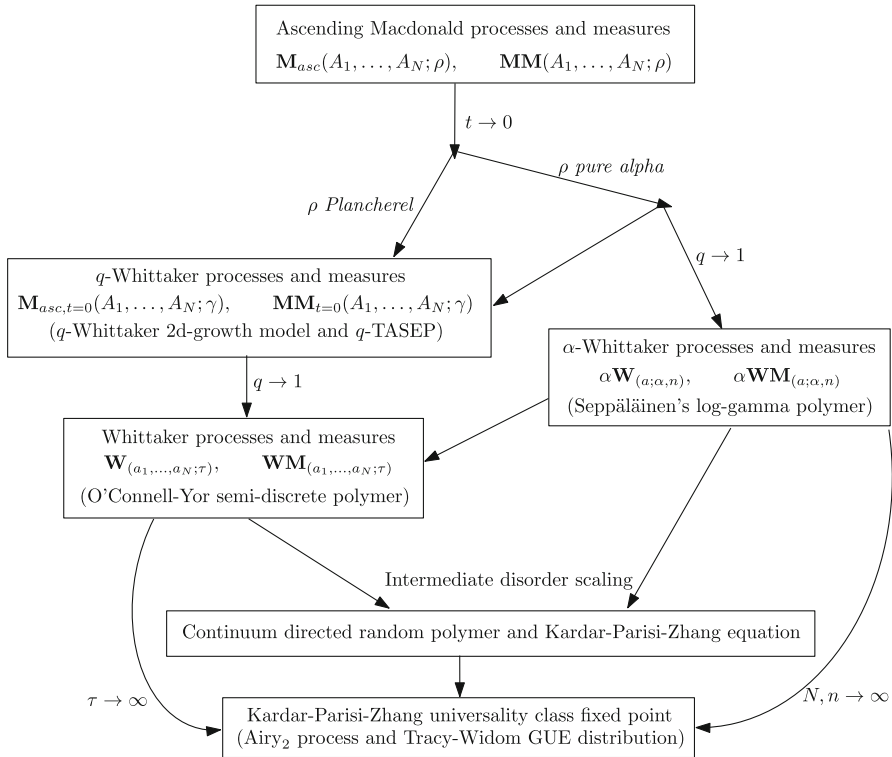 Ascending Macdonald processes and measures
M_{asc}(A_1, …, A_N; ρ), MM(A_1, …, A_N; ρ)
t → 0
ρ pure alpha
ρ Plancherel
q → 1
q-Whittaker processes and measures
M_{asc,t=0}(A_1, …, A_N; γ), MM_{t=0}(A_1, …, A_N; γ)
(q-Whittaker 2d-growth model and q-TASEP)
α-Whittaker processes and measures
αW_{(a;α,n)}, αWM_{(a;α,n)}
(Seppäläinen's log-gamma polymer)
q → 1
Whittaker processes and measures
W_{(a_1,…,a_N;τ)}, WM_{(a_1,…,a_N;τ)}
(O'Connell-Yor semi-discrete polymer)
Intermediate disorder scaling
Continuum directed random polymer and Kardar-Parisi-Zhang equation
τ → ∞
N, n → ∞
Kardar-Parisi-Zhang universality class fixed point
(Airy_2 process and Tracy-Widom GUE distribution)